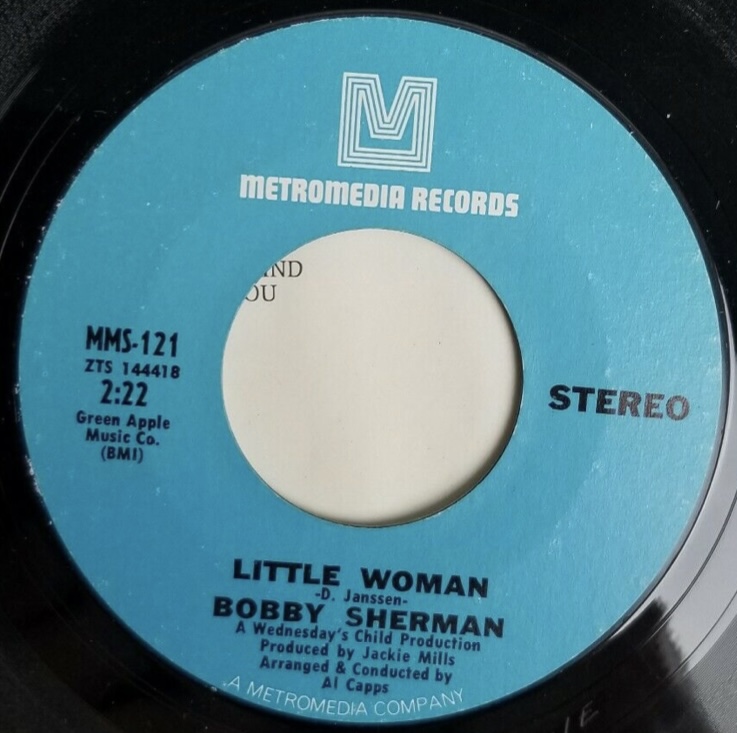 METROMEDIA RECORDS
MMS-121
ZTS 144418
2:22
Green Apple
Music Co.
(BMI)
STEREO
LITTLE WOMAN
-D. Janssen-
BOBBY SHERMAN
A Wednesday's Child Production
Produced by Jackie Mills
Arranged & Conducted by
Al Capps
A METROMEDIA COMPANY